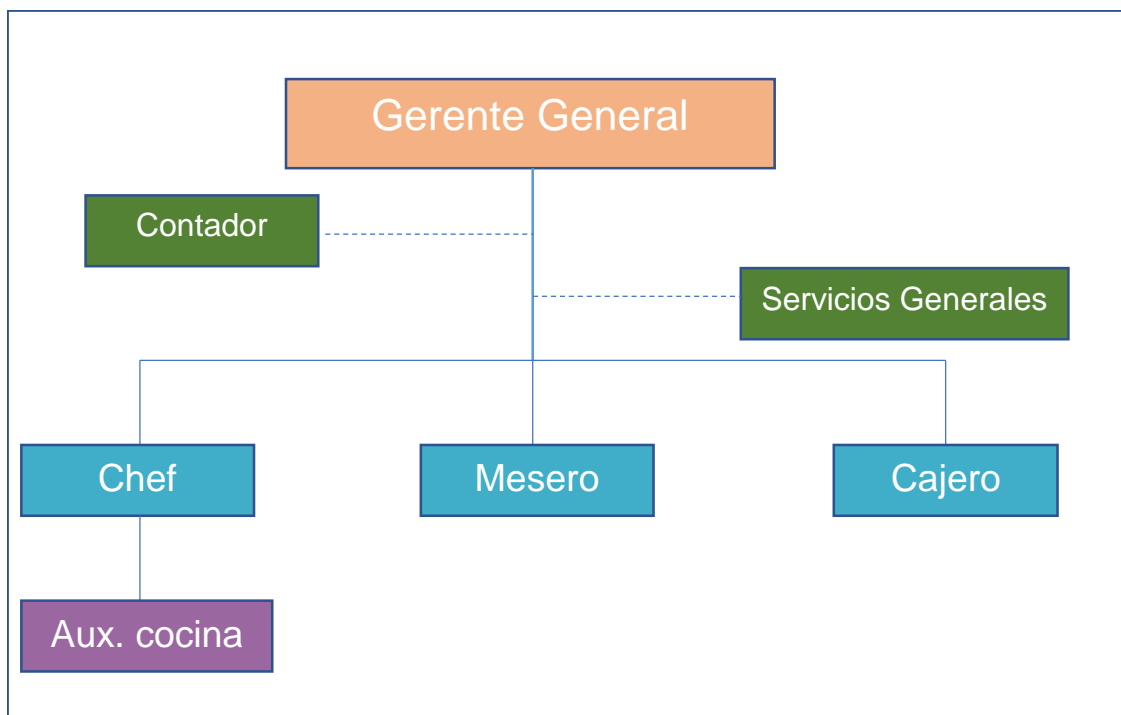 Gerente General
Contador
Servicios Generales
Chef
Mesero
Cajero
Aux. cocina